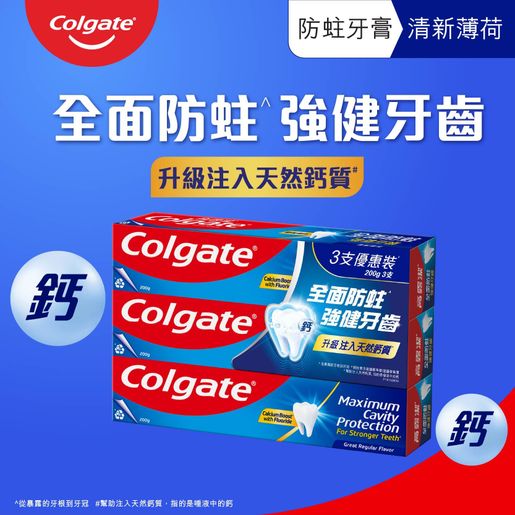 Colgate®
防蛀牙膏 清新薄荷
全面防蛀^ 強健牙齒
升級注入天然鈣質#
鈣
Colgate®
3支優惠裝
200g 3支
200g
Calcium Boost
with Fluoride
全面防蛀^
強健牙齒
鈣
升級 注入天然鈣質#
Colgate®
200g
Colgate®
200g
Calcium Boost
with Fluoride
Maximum
Cavity
Protection
For Stronger Teeth^
Great Regular Flavor
鈣
^從暴露的牙根到牙冠 #幫助注入天然鈣質，指的是唾液中的鈣